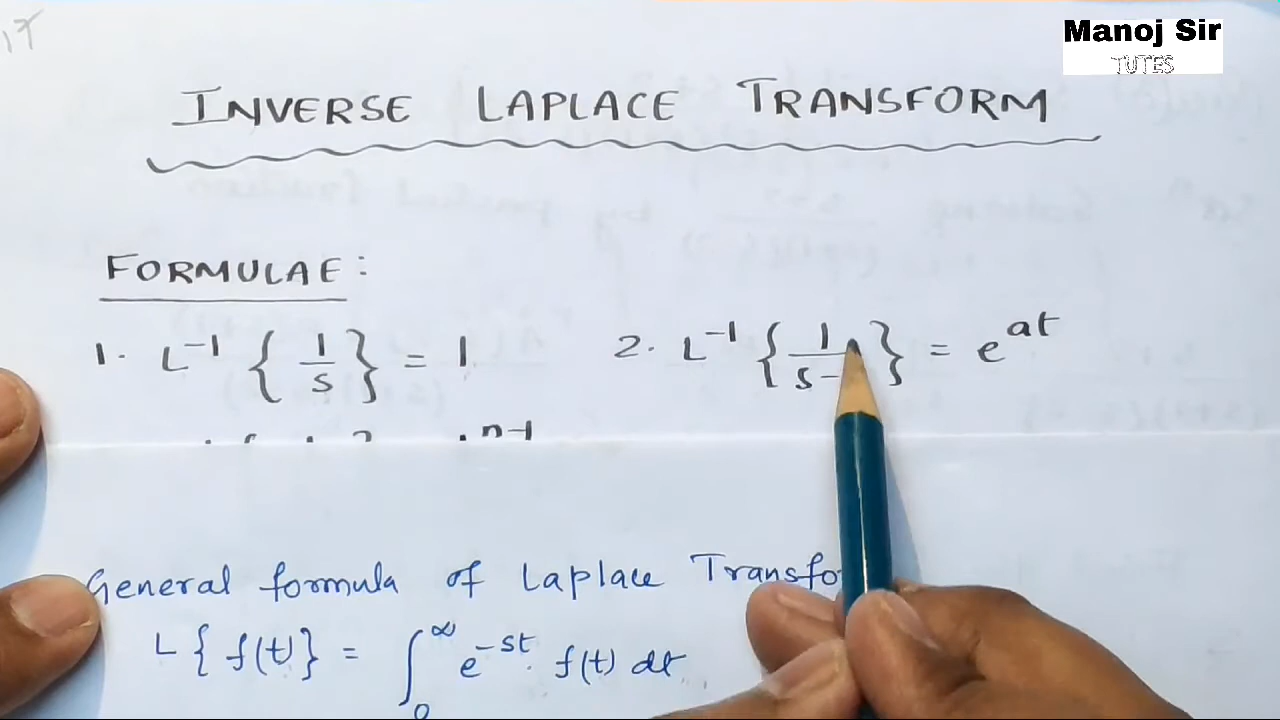 Manoj Sir
TUTES
INVERSE LAPLACE TRANSFORM
FORMULAE:
1. L⁻¹ { 1/s } = 1
2. L⁻¹ { 1/s- } = e^at
n-1
General formula of Laplace Transfo
L{f(t)} = ∫₀^∞ e^-st . f(t) dt